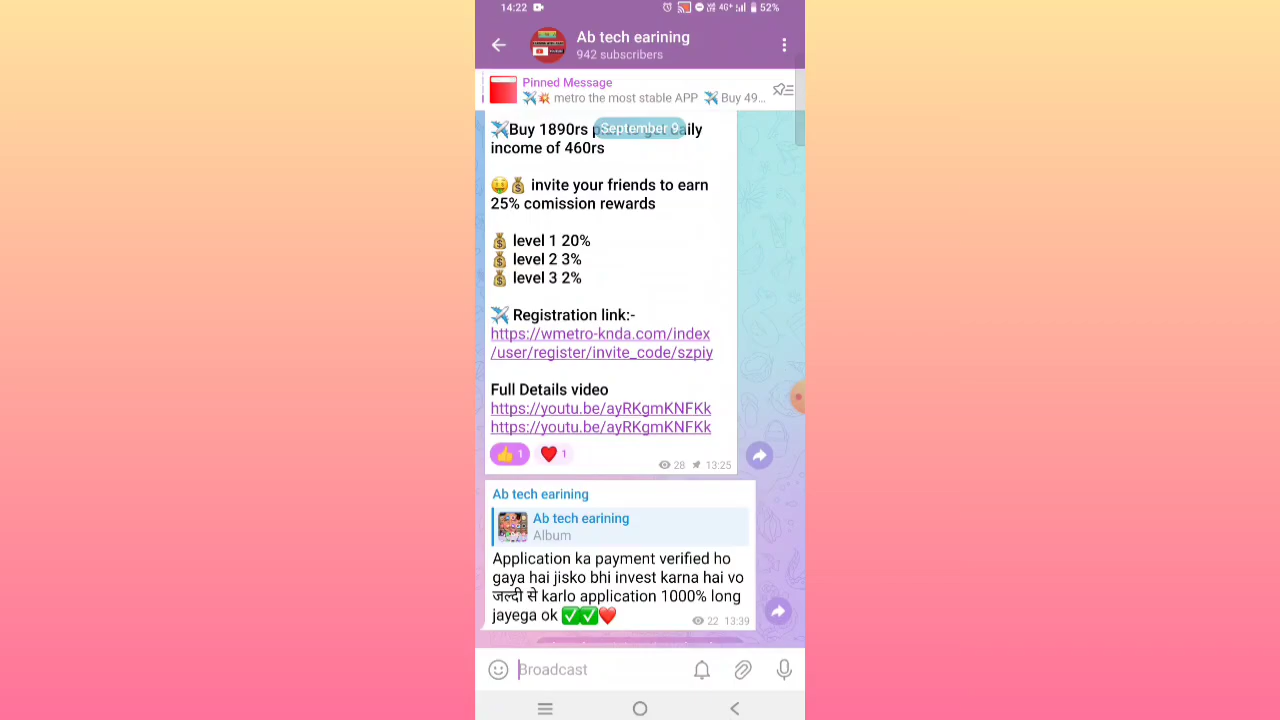 14:22
4G+
52%
Ab tech earining
942 subscribers
Pinned Message
✈️💥 metro the most stable APP ✈️Buy 49...
September 9
✈️Buy 1890rs
income of 460rs
🤑💰 invite your friends to earn
25% comission rewards
💰 level 1 20%
💰 level 2 3%
💰 level 3 2%
✈️ Registration link:-
https://wmetro-knda.com/index
/user/register/invite_code/szpiy
Full Details video
https://youtu.be/ayRKgmKNFKk
https://youtu.be/ayRKgmKNFKk
👍 1 ❤️ 1
28 13:25
Ab tech earining
Ab tech earining
Album
Application ka payment verified ho
gaya hai jisko bhi invest karna hai vo
जल्दी से karlo application 1000% long
jayega ok ✅✅❤️
22 13:39
Broadcast